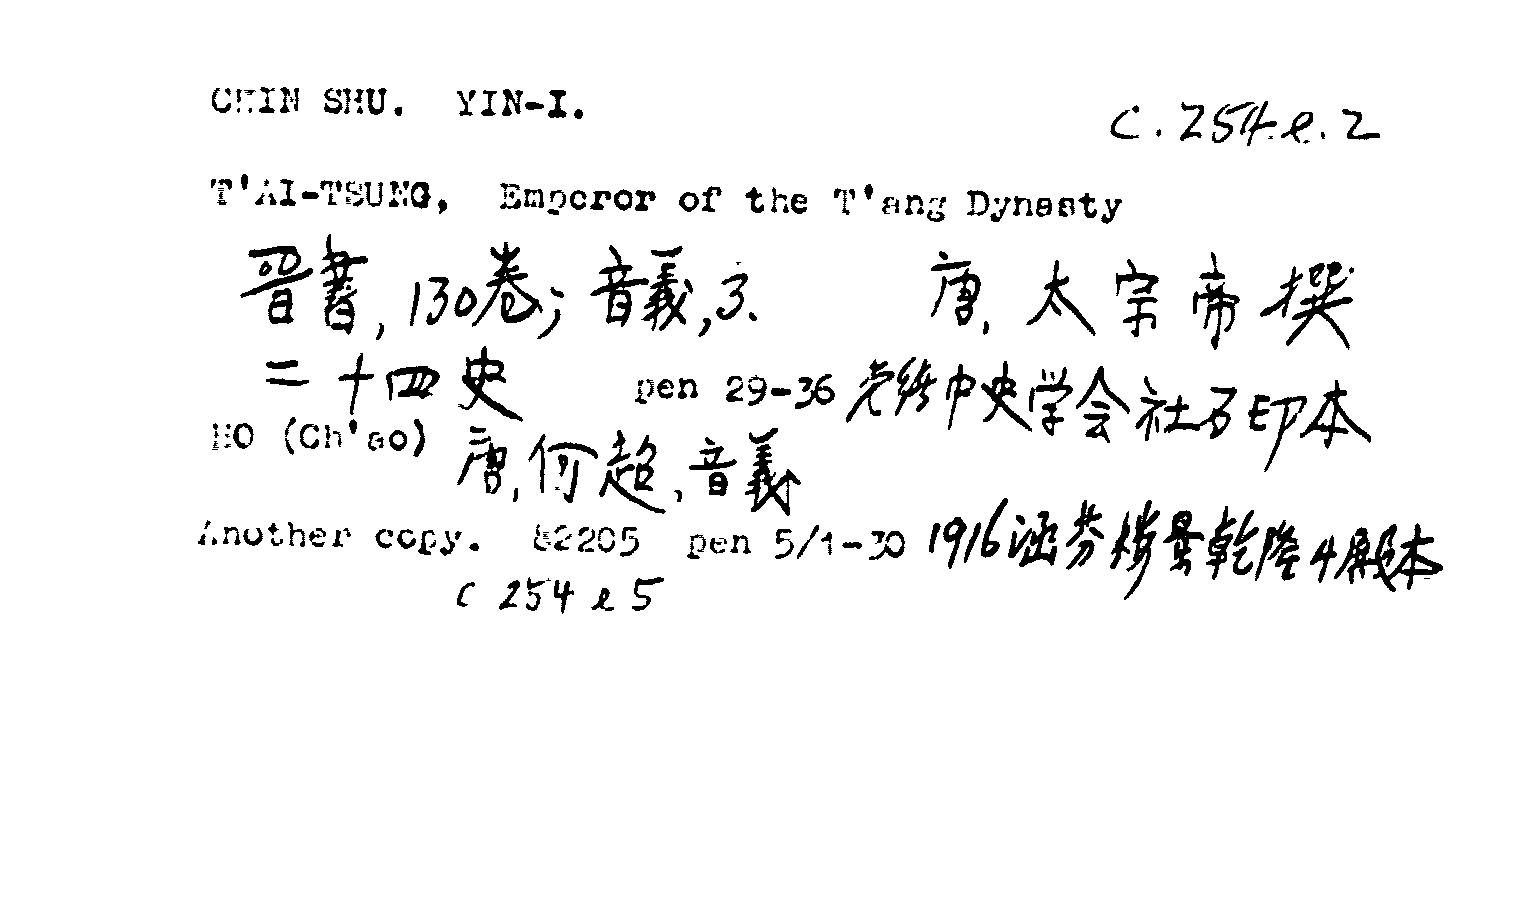 CHIN SHU. YIN-I.
C. 254. e. 2
T'AI-TSUNG, Emperor of the T'ang Dynasty
晋書, 130卷; 音義, 3. 唐, 太宗帝撰
二十四史 pen 29-36 光緒中史学会社石印本
HO (Ch'ao) 唐, 何超, 音義
Another copy. 82205 pen 5/1-30 1916涵芬樓景乾隆4殿本
C 254 e 5